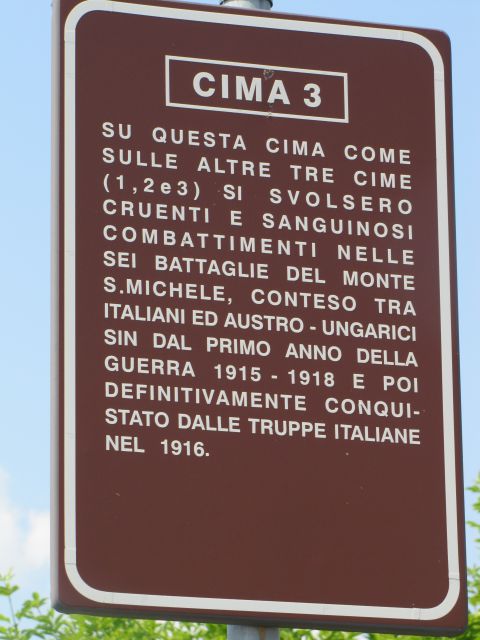 CIMA 3
SU QUESTA CIMA COME
SULLE ALTRE TRE CIME
(1,2e3) SI SVOLSERO
CRUENTI E SANGUINOSI
COMBATTIMENTI NELLE
SEI BATTAGLIE DEL MONTE
S.MICHELE, CONTESO TRA
ITALIANI ED AUSTRO - UNGARICI
SIN DAL PRIMO ANNO DELLA
GUERRA 1915 - 1918 E POI
DEFINITIVAMENTE CONQUI-
STATO DALLE TRUPPE ITALIANE
NEL 1916.